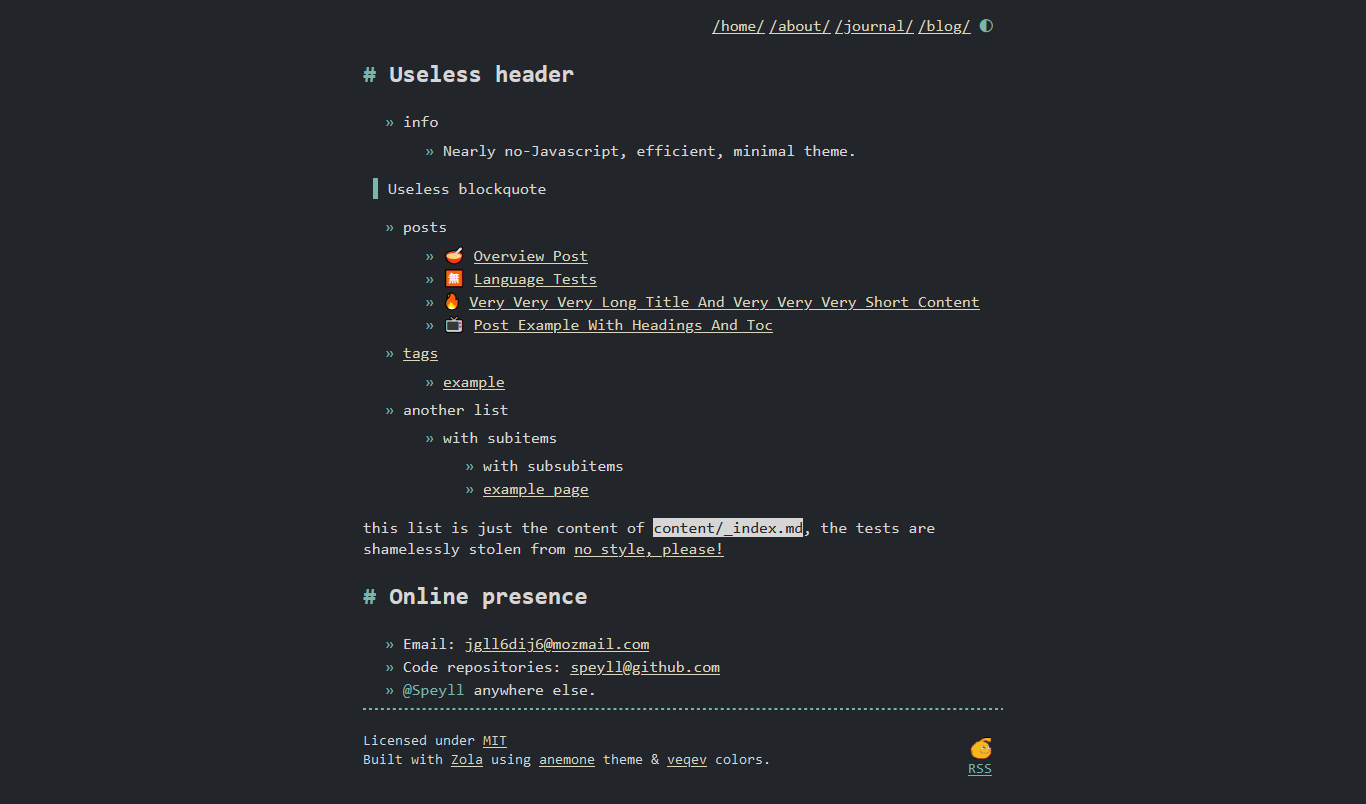 /home/ /about/ /journal/ /blog/
# Useless header
» info
» Nearly no-Javascript, efficient, minimal theme.
Useless blockquote
» posts
» 🍜 Overview Post
» 🈚 Language Tests
» 🔥 Very Very Very Long Title And Very Very Very Short Content
» 📺 Post Example With Headings And Toc
» tags
» example
» another list
» with subitems
» with subsubitems
» example page
this list is just the content of content/_index.md, the tests are
shamelessly stolen from no style, please!
# Online presence
» Email: jgll6dij6@mozmail.com
» Code repositories: speyll@github.com
» @Speyll anywhere else.
Licensed under MIT
Built with Zola using anemone theme & veqev colors.
RSS